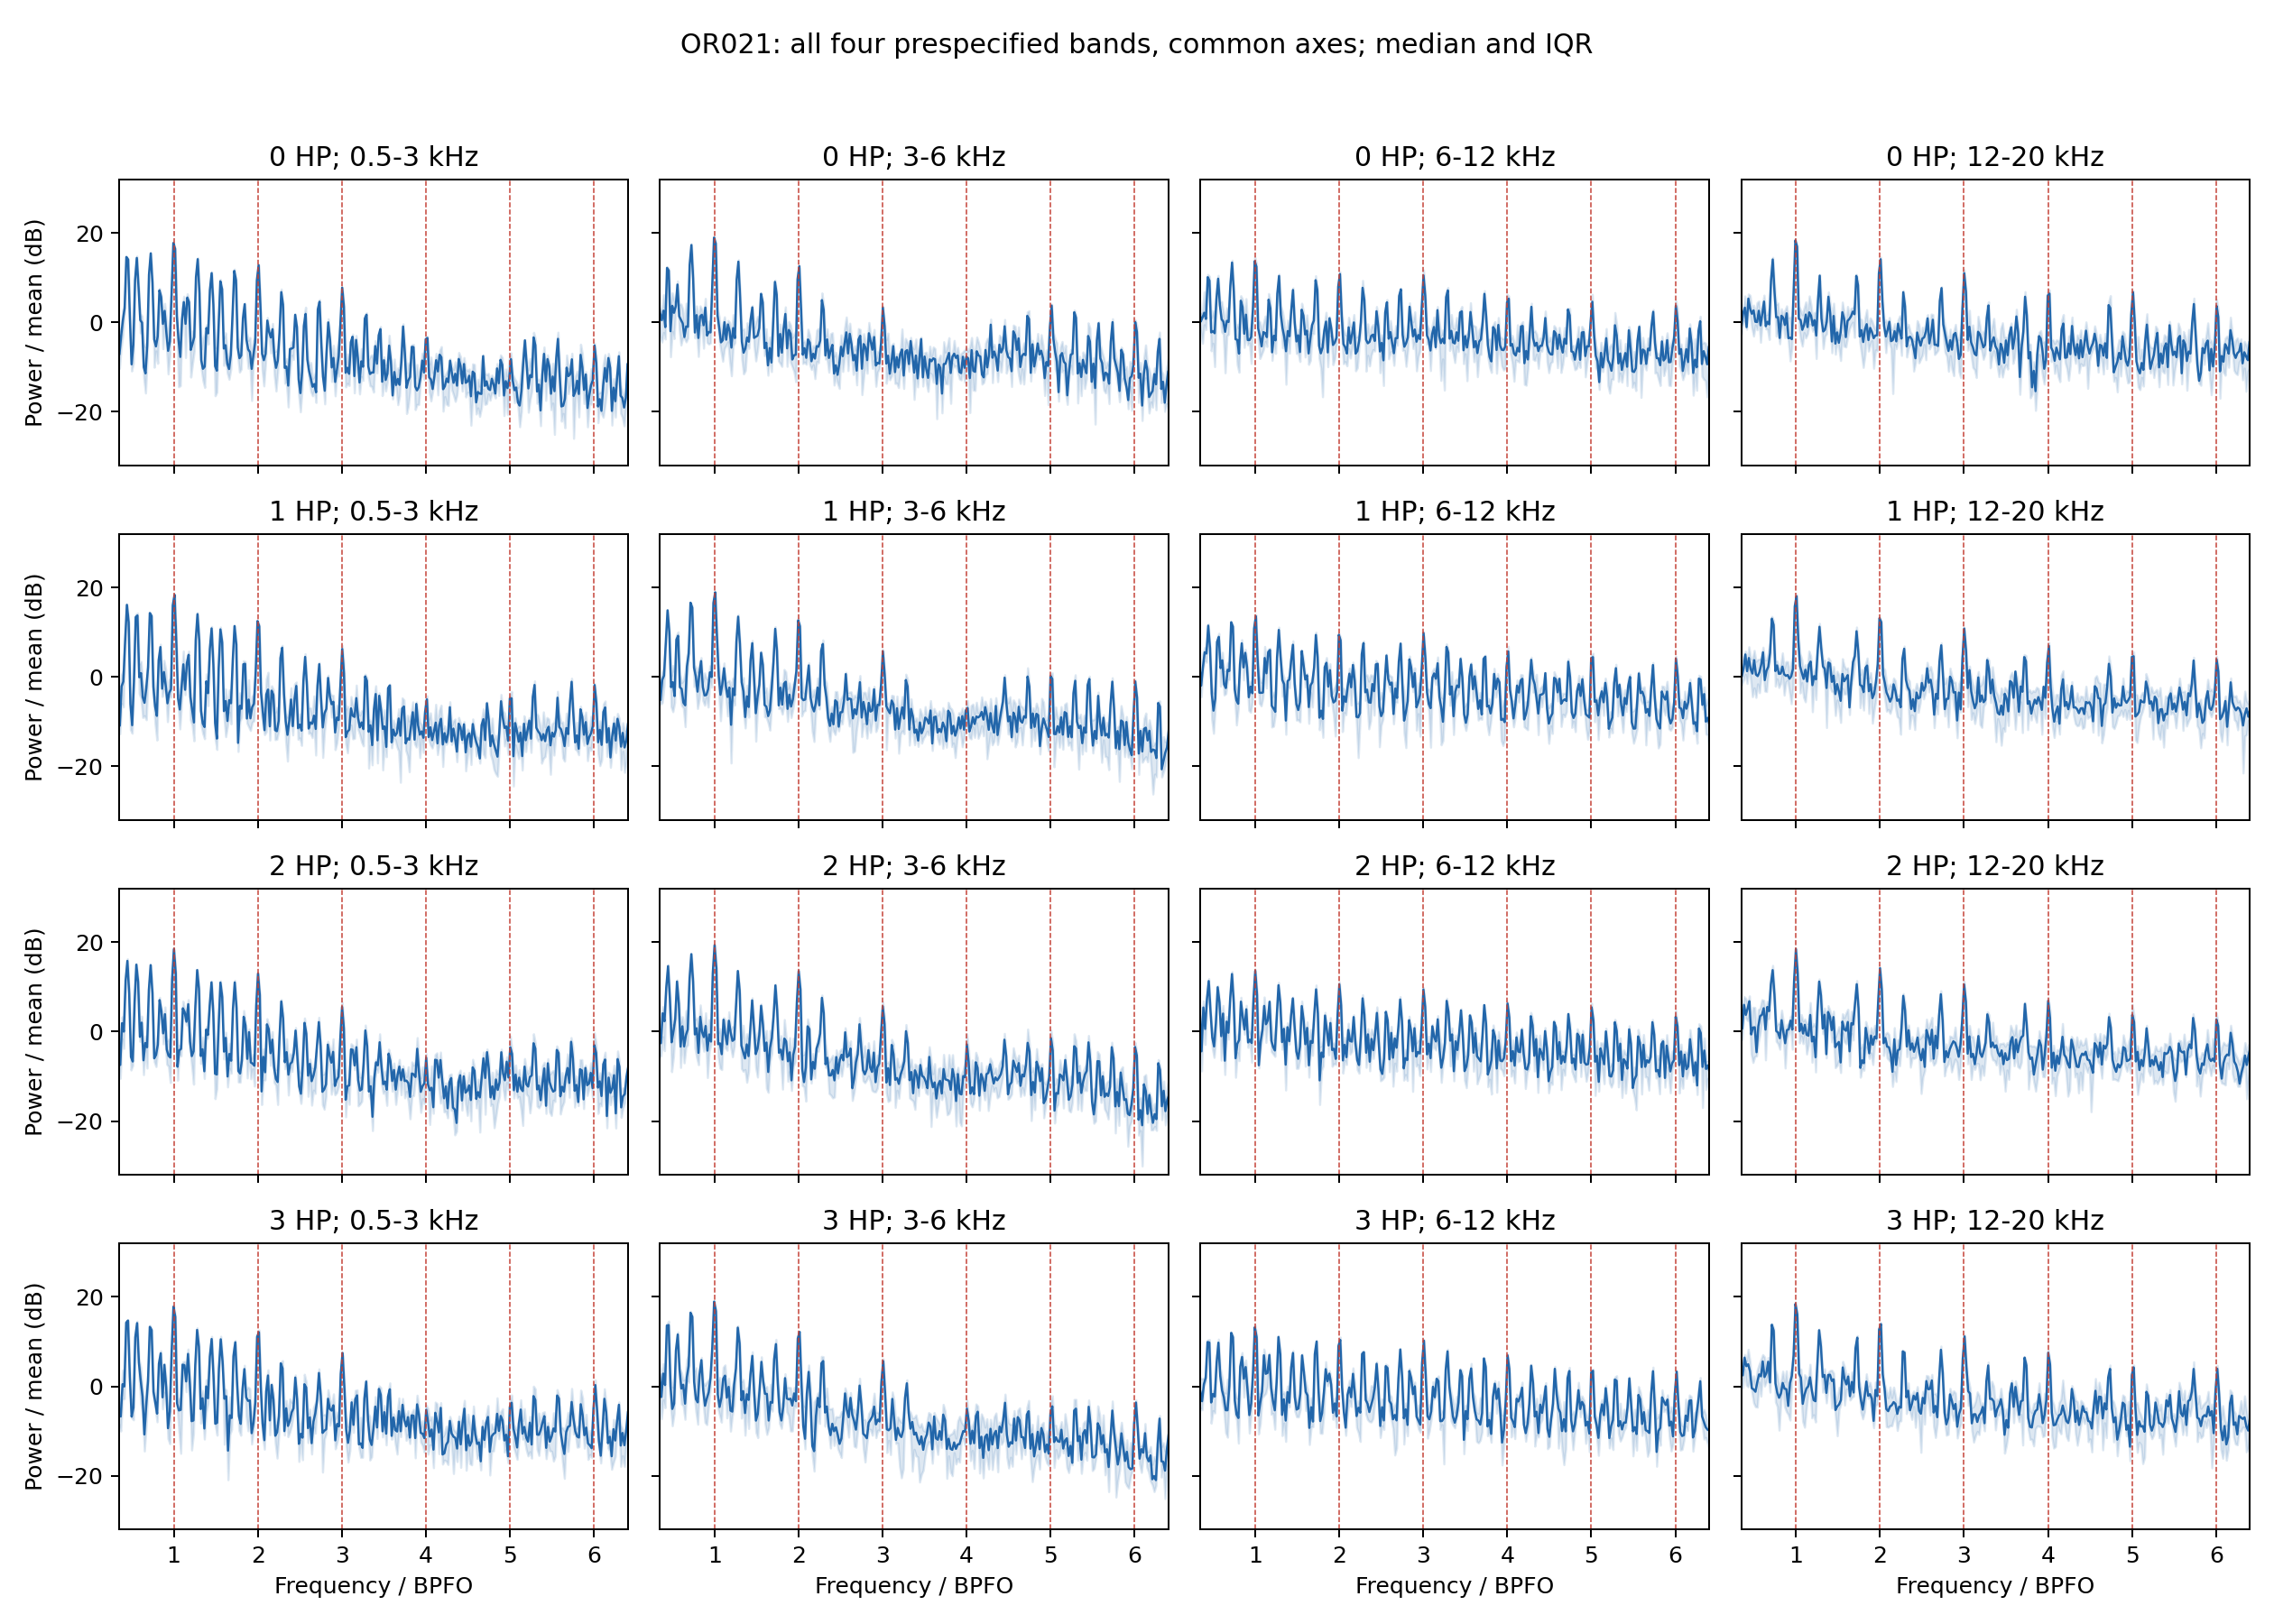 OR021: all four prespecified bands, common axes; median and IQR
0 HP; 0.5-3 kHz
0 HP; 3-6 kHz
0 HP; 6-12 kHz
0 HP; 12-20 kHz
Power / mean (dB)
20
0
−20
1 HP; 0.5-3 kHz
1 HP; 3-6 kHz
1 HP; 6-12 kHz
1 HP; 12-20 kHz
Power / mean (dB)
20
0
−20
2 HP; 0.5-3 kHz
2 HP; 3-6 kHz
2 HP; 6-12 kHz
2 HP; 12-20 kHz
Power / mean (dB)
20
0
−20
3 HP; 0.5-3 kHz
3 HP; 3-6 kHz
3 HP; 6-12 kHz
3 HP; 12-20 kHz
Power / mean (dB)
20
0
−20
1 2 3 4 5 6
1 2 3 4 5 6
1 2 3 4 5 6
1 2 3 4 5 6
Frequency / BPFO
Frequency / BPFO
Frequency / BPFO
Frequency / BPFO